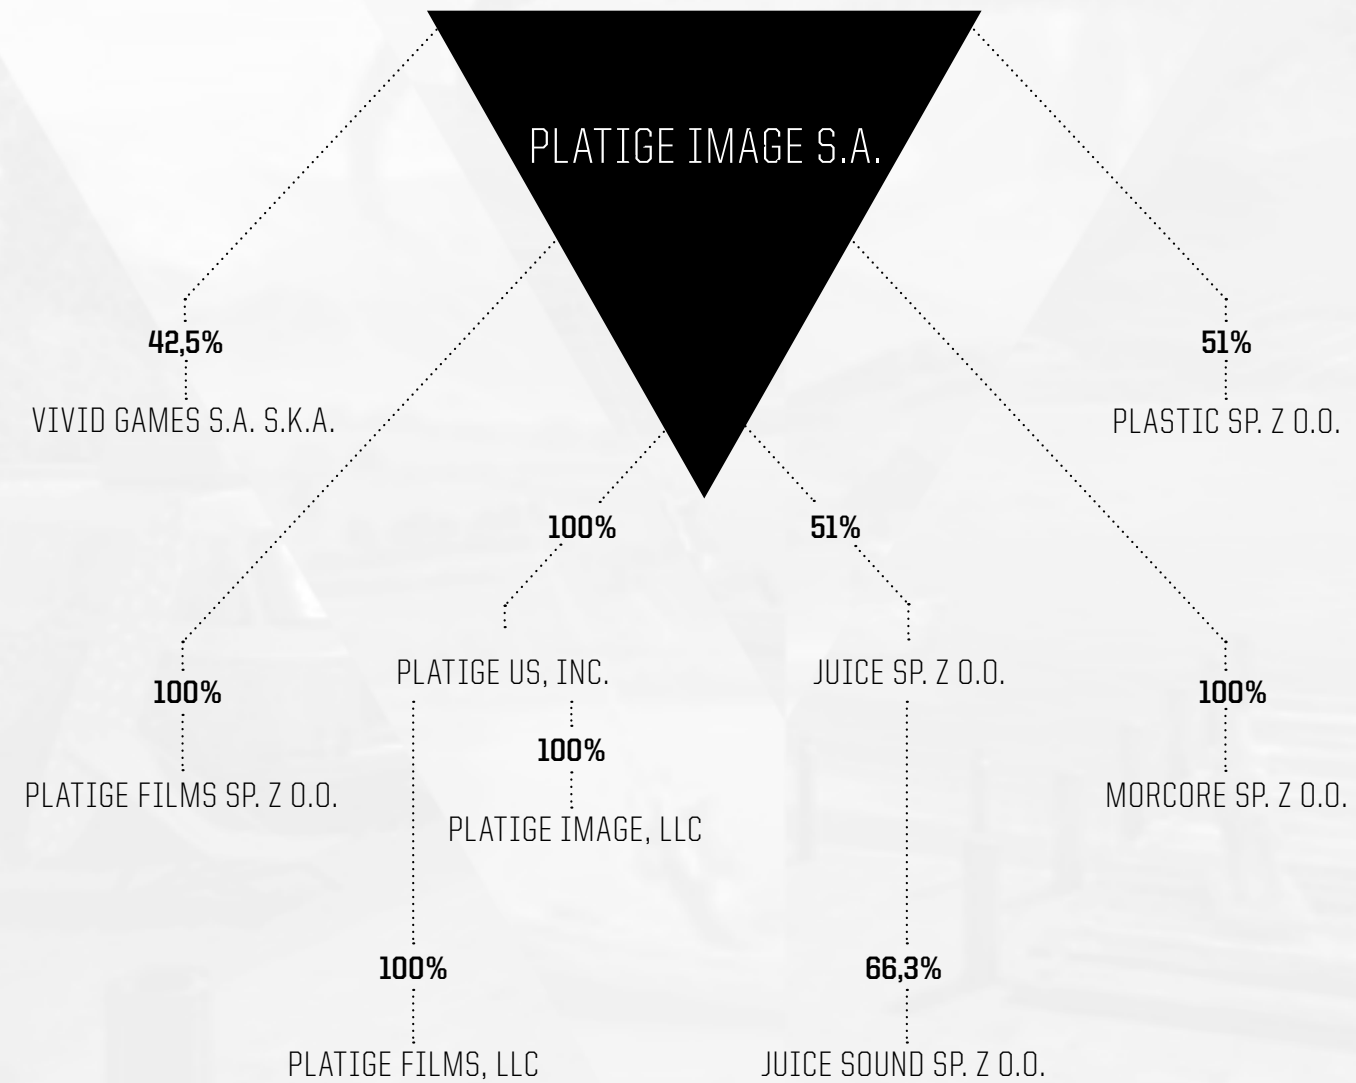 PLATIGE IMAGE S.A.
42,5%
51%
VIVID GAMES S.A. S.K.A.
PLASTIC SP. Z O.O.
100%
51%
PLATIGE US, INC.
JUICE SP. Z O.O.
100%
100%
100%
PLATIGE FILMS SP. Z O.O.
MORCORE SP. Z O.O.
PLATIGE IMAGE, LLC
100%
66,3%
PLATIGE FILMS, LLC
JUICE SOUND SP. Z O.O.